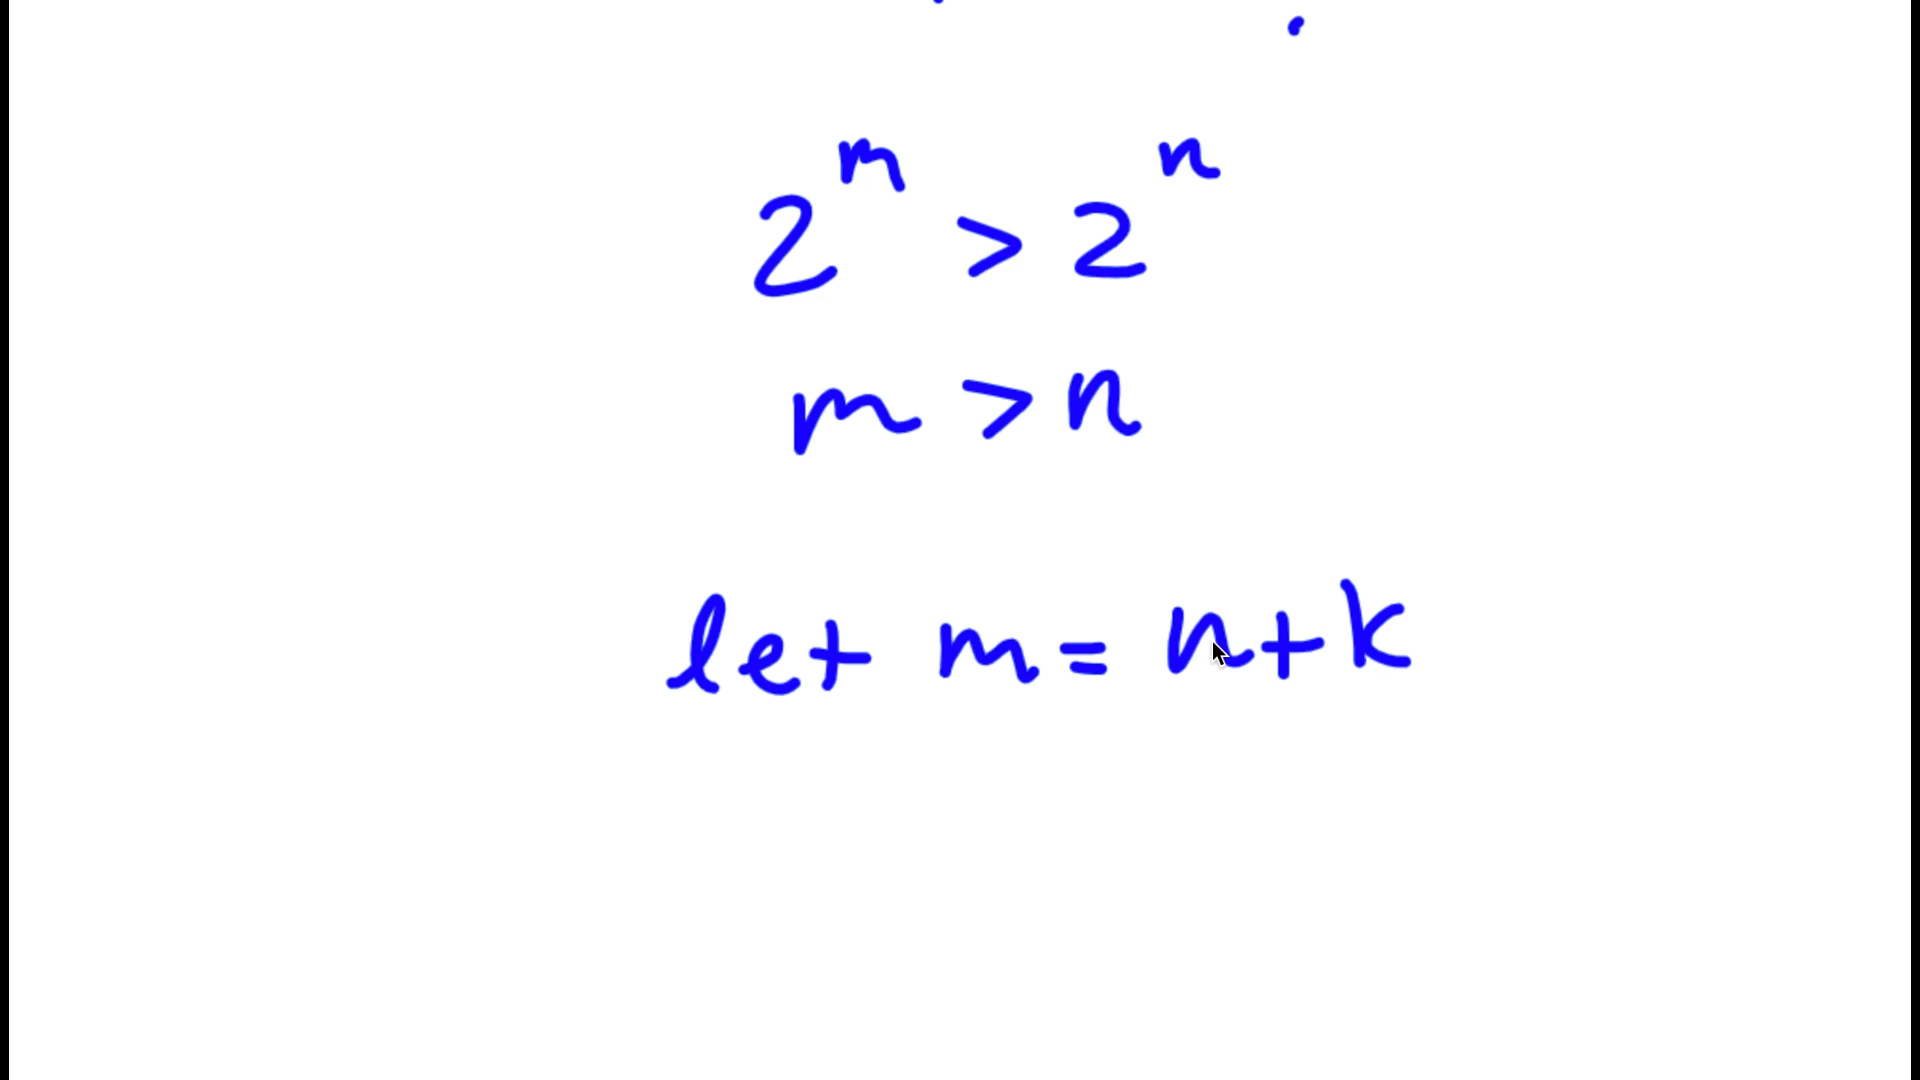 2^m > 2^n
m > n
let m = n + k